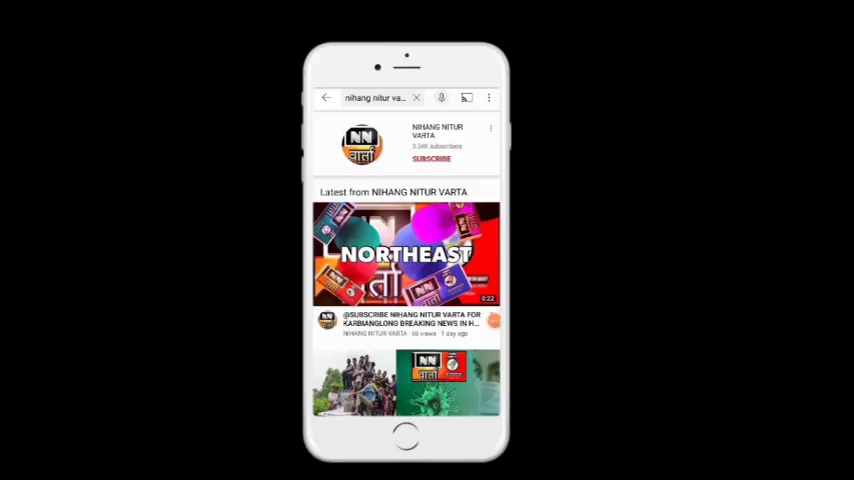 nihang nitur va...
NN
वार्ता
NIHANG NITUR
VARTA
3.34K subscribers
SUBSCRIBE
Latest from NIHANG NITUR VARTA
NORTHEAST
0:22
@SUBSCRIBE NIHANG NITUR VARTA FOR
KARBIANGLONG BREAKING NEWS IN H...
NIHANG NITUR VARTA · 66 views · 1 day ago
NN
वार्ता